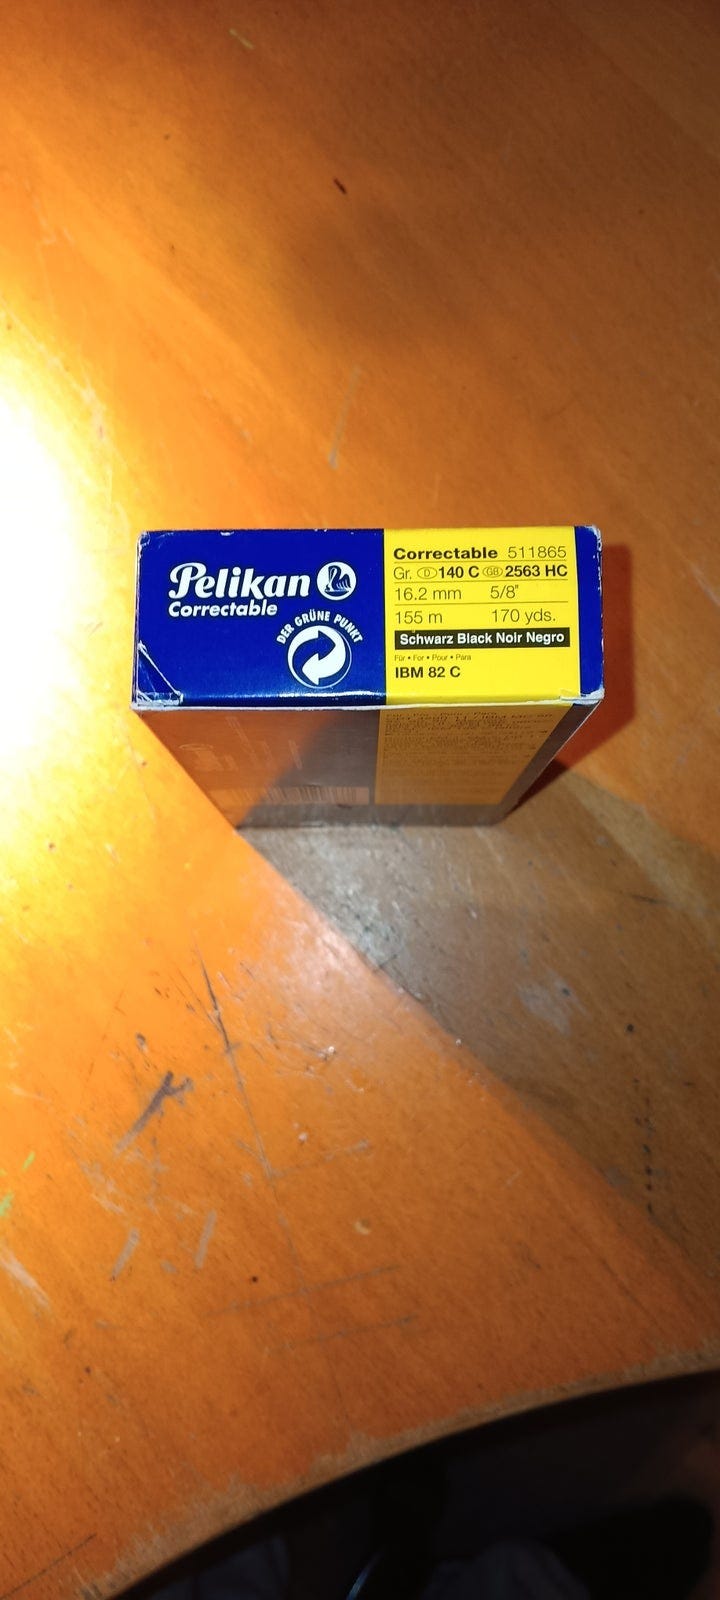 Pelikan
Correctable
DER GRÜNE PUNKT
Correctable 511865
Gr. D 140 C GB 2563 HC
16.2 mm 5/8"
155 m 170 yds.
Schwarz Black Noir Negro
Für • For • Pour • Para
IBM 82 C